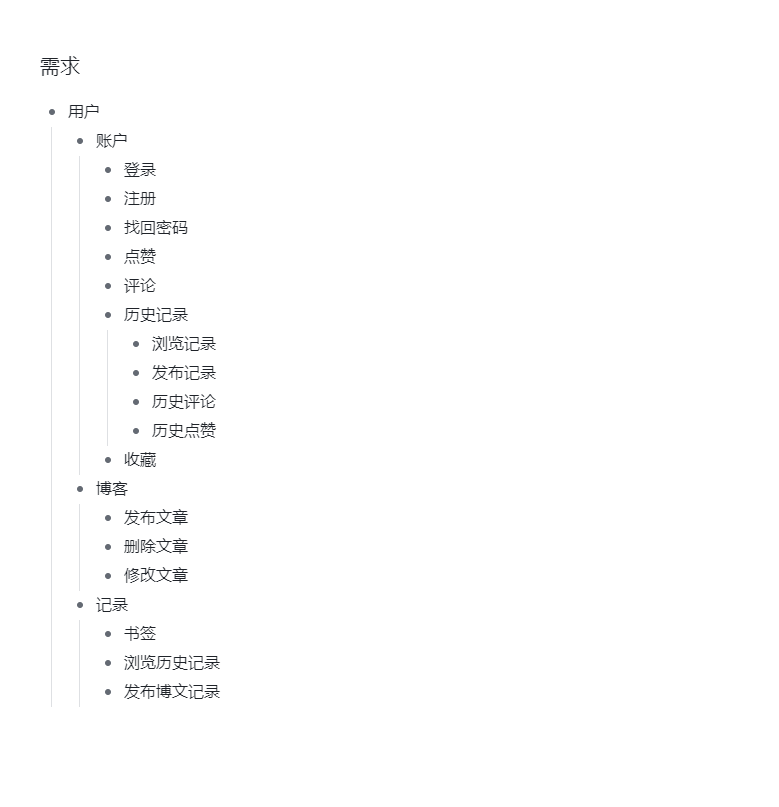 需求
用户
账户
登录
注册
找回密码
点赞
评论
历史记录
浏览记录
发布记录
历史评论
历史点赞
收藏
博客
发布文章
删除文章
修改文章
记录
书签
浏览历史记录
发布博文记录